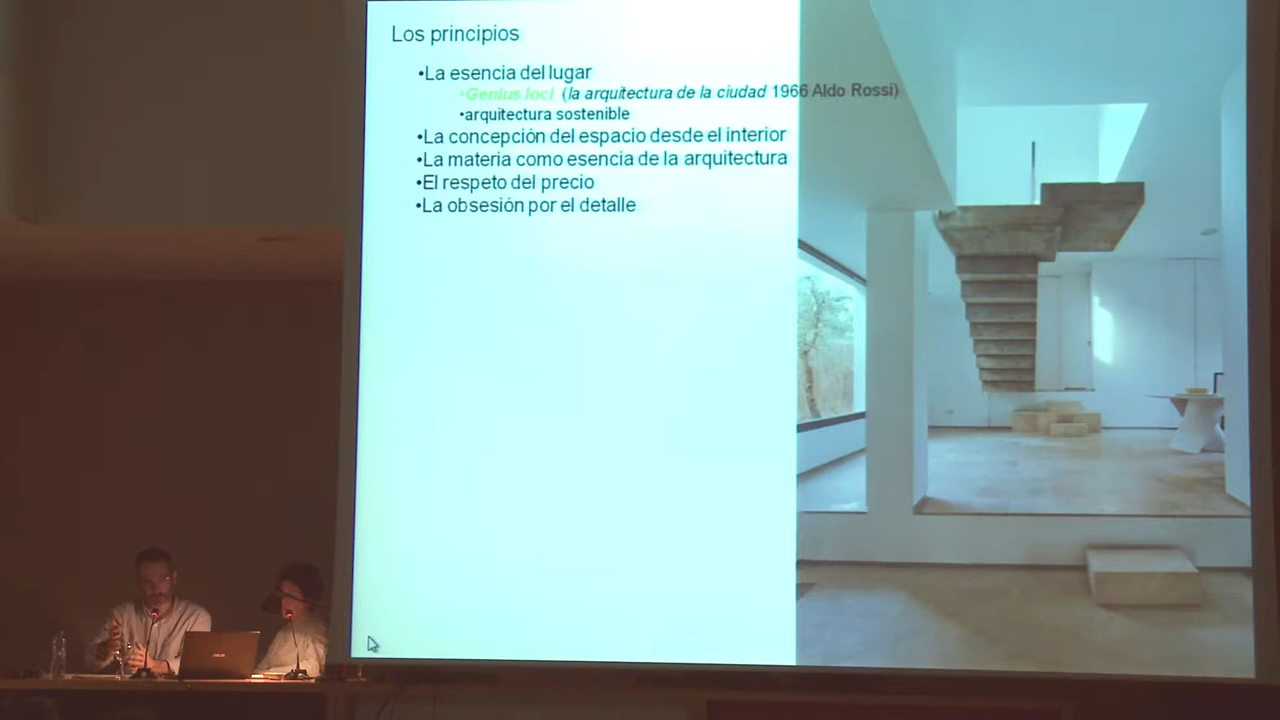 Los principios
•La esencia del lugar
•Genius loci (la arquitectura de la ciudad 1966 Aldo Rossi)
•arquitectura sostenible
•La concepción del espacio desde el interior
•La materia como esencia de la arquitectura
•El respeto del precio
•La obsesión por el detalle
ASUS